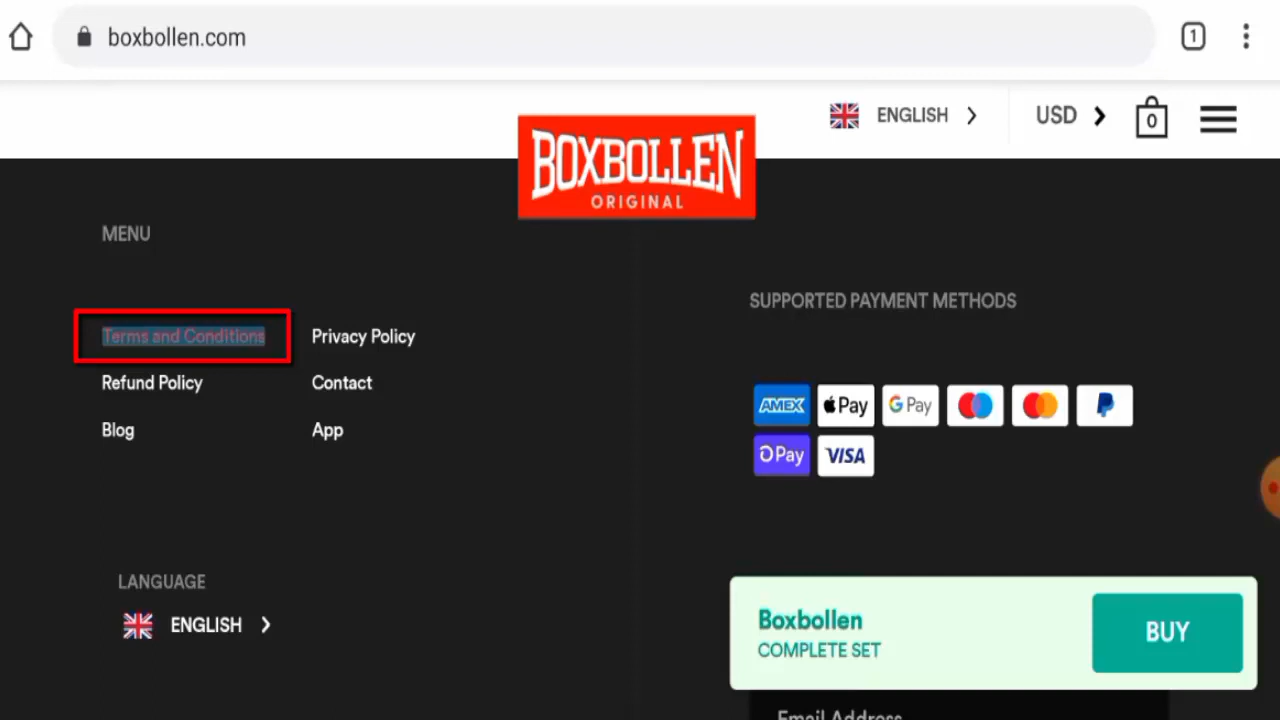 boxbollen.com
1
ENGLISH
USD
0
BOXBOLLEN
ORIGINAL
MENU
SUPPORTED PAYMENT METHODS
Terms and Conditions
Privacy Policy
Refund Policy
Contact
Blog
App
AMEX
Pay
G Pay
Pay
VISA
LANGUAGE
ENGLISH
Boxbollen
COMPLETE SET
BUY
Email Address